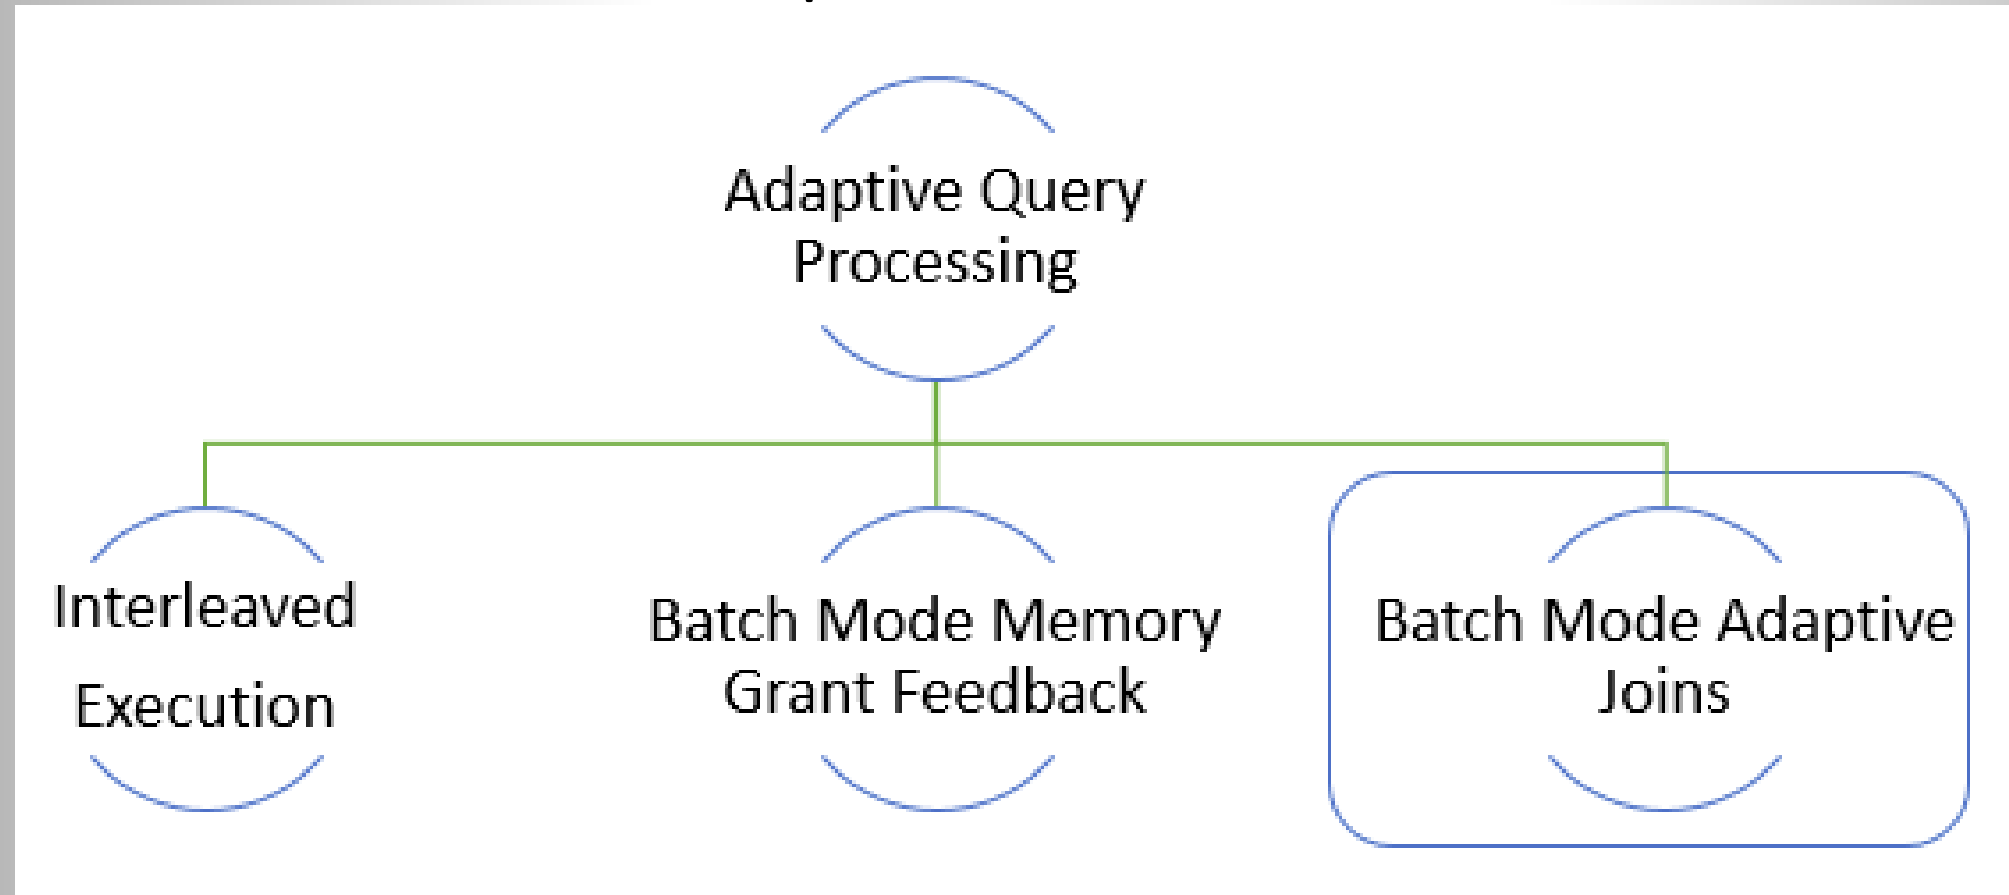 Adaptive Query
Processing
Interleaved
Execution
Batch Mode Memory
Grant Feedback
Batch Mode Adaptive
Joins